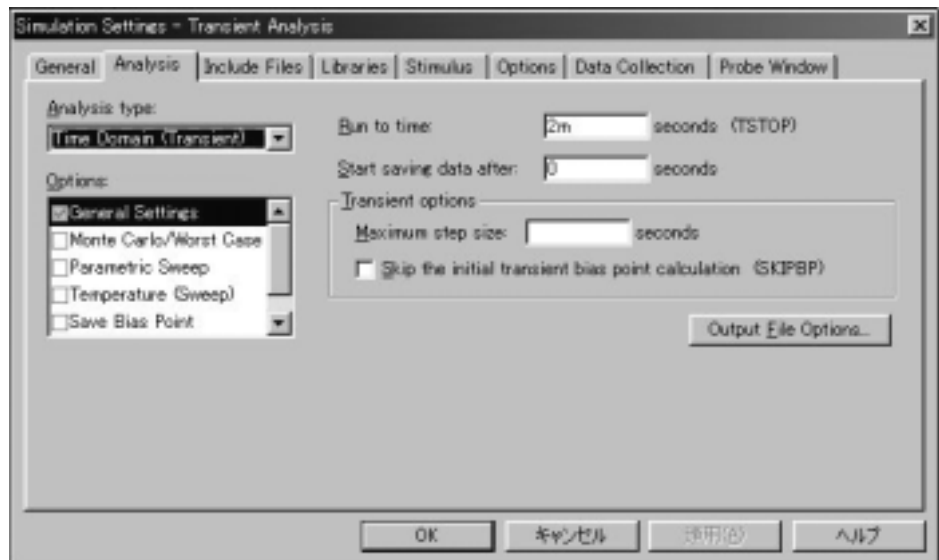 Simulation Settings - Transient Analysis
General Analysis Include Files Libraries Stimulus Options Data Collection Probe Window
Analysis type:
Time Domain (Transient)
Options:
General Settings
Monte Carlo/Worst Case
Parametric Sweep
Temperature (Sweep)
Save Bias Point
Run to time: 2m seconds (TSTOP)
Start saving data after: 0 seconds
Transient options
Maximum step size: seconds
Skip the initial transient bias point calculation (SKIPBP)
Output File Options...
OK キャンセル 適用(A) ヘルプ